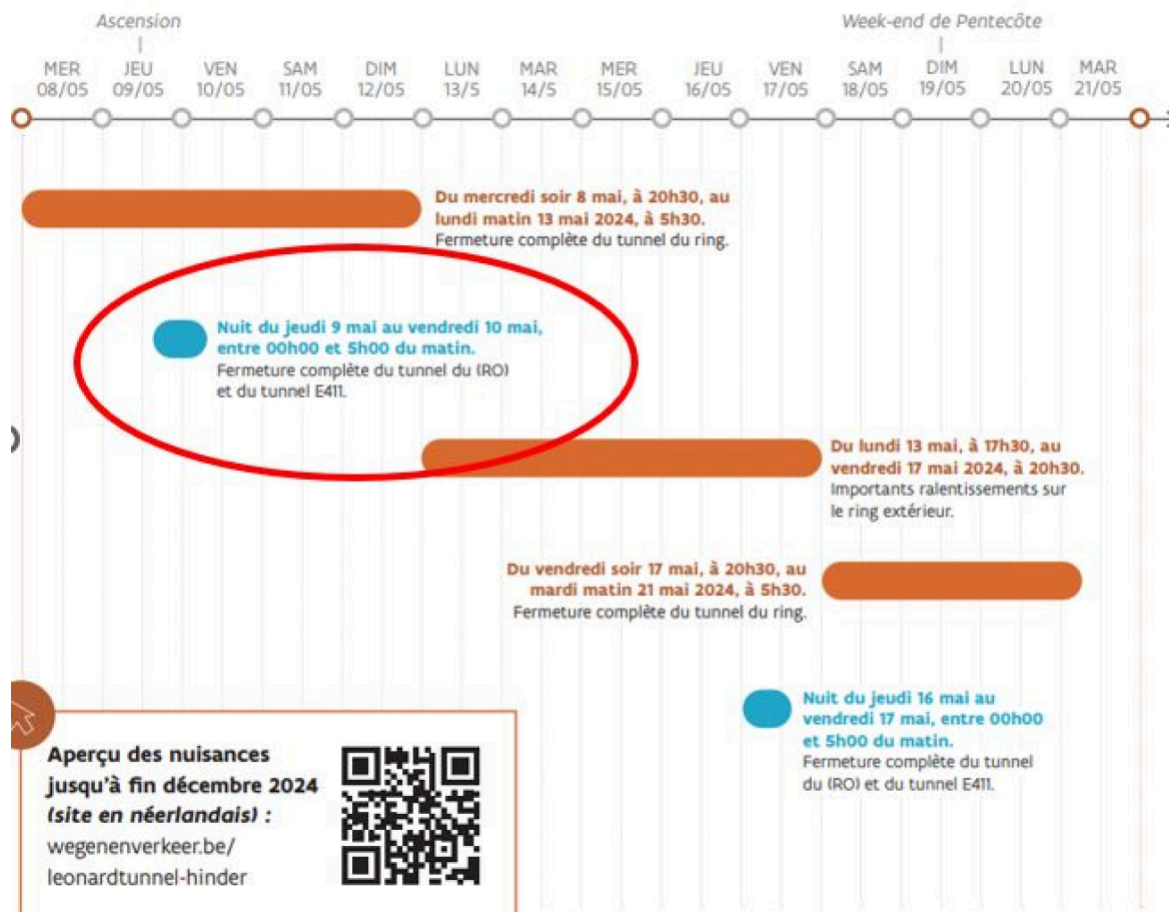 Ascension
Week-end de Pentecôte
MER JEU VEN SAM DIM LUN MAR MER JEU VEN SAM DIM LUN MAR
08/05 09/05 10/05 11/05 12/05 13/5 14/5 15/05 16/05 17/05 18/05 19/05 20/05 21/05
Du mercredi soir 8 mai, à 20h30, au
lundi matin 13 mai 2024, à 5h30.
Fermeture complète du tunnel du ring.
Nuit du jeudi 9 mai au vendredi 10 mai,
entre 00h00 et 5h00 du matin.
Fermeture complète du tunnel du (RO)
et du tunnel E411.
Du lundi 13 mai, à 17h30, au
vendredi 17 mai 2024, à 20h30.
Importants ralentissements sur
le ring extérieur.
Du vendredi soir 17 mai, à 20h30, au
mardi matin 21 mai 2024, à 5h30.
Fermeture complète du tunnel du ring.
Nuit du jeudi 16 mai au
vendredi 17 mai, entre 00h00
et 5h00 du matin.
Fermeture complète du tunnel
du (RO) et du tunnel E411.
Aperçu des nuisances
jusqu'à fin décembre 2024
(site en néerlandais) :
wegenenverkeer.be/
leonardtunnel-hinder